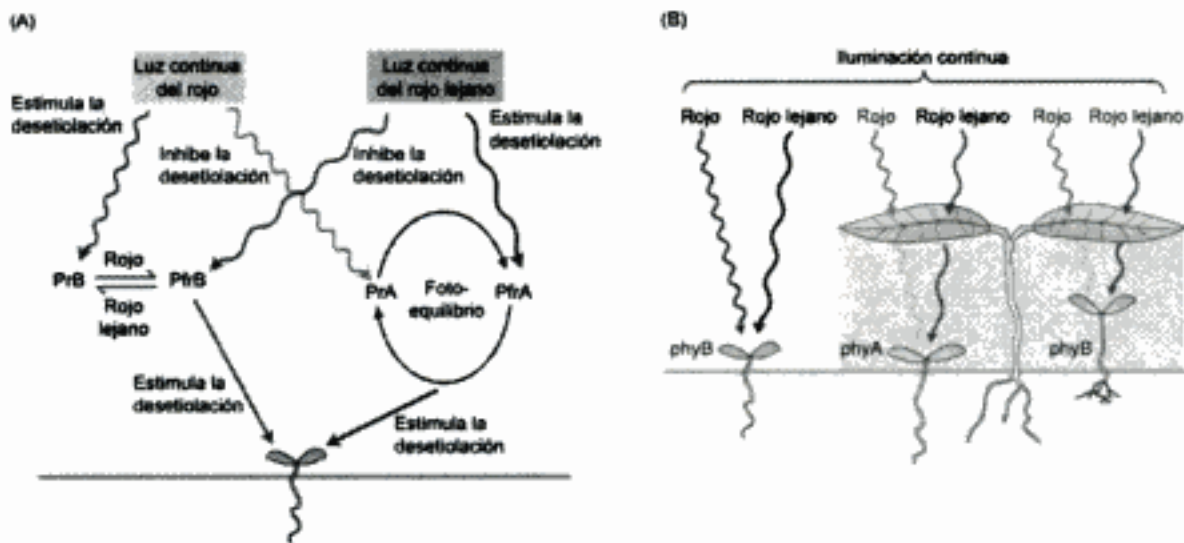 (A)
Luz continua
del rojo
Luz continua
del rojo lejano
Estimula la
desetiolación
Inhibe la
desetiolación
Inhibe la
desetiolación
Estimula la
desetiolación
PrB
Rojo
Rojo
lejano
PfrB
PrA
Foto-
equilibrio
PfrA
Estimula la
desetiolación
Estimula la
desetiolación
(B)
Iluminación continua
Rojo Rojo lejano Rojo Rojo lejano Rojo Rojo lejano
phyB
phyA
phyB